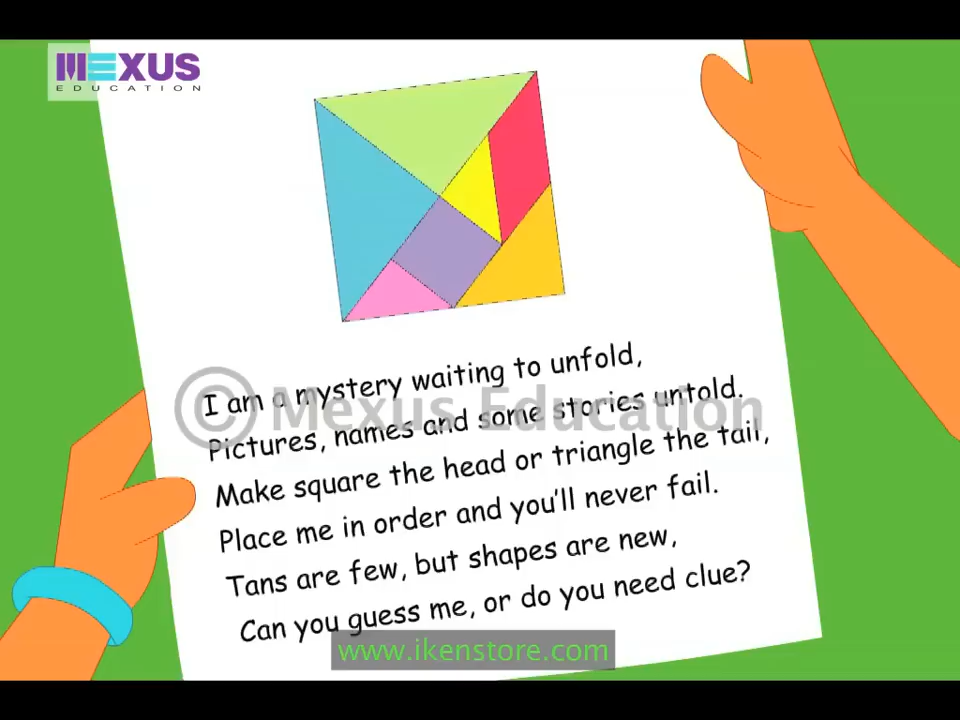 MEXUS
EDUCATION
I am a mystery waiting to unfold,
Pictures, names and some stories untold.
Make square the head or triangle the tail,
Place me in order and you'll never fail.
Tans are few, but shapes are new,
Can you guess me, or do you need clue?
© Mexus Education
www.ikenstore.com